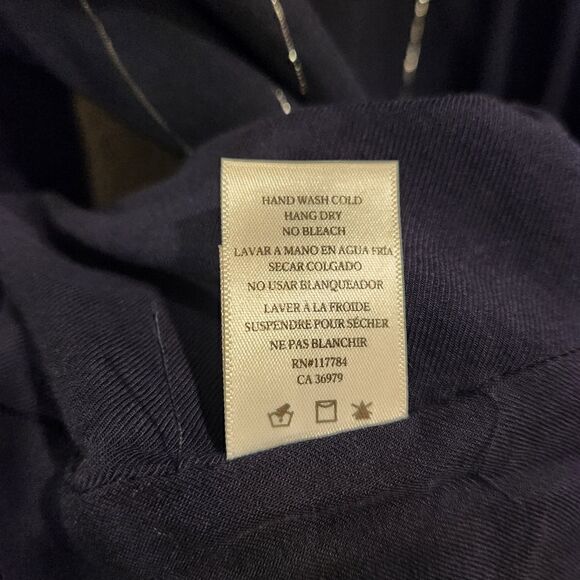 HAND WASH COLD
HANG DRY
NO BLEACH
LAVAR A MANO EN AGUA FRÍA
SECAR COLGADO
NO USAR BLANQUEADOR
LAVER À LA FROIDE
SUSPENDRE POUR SÉCHER
NE PAS BLANCHIR
RN#117784
CA 36979